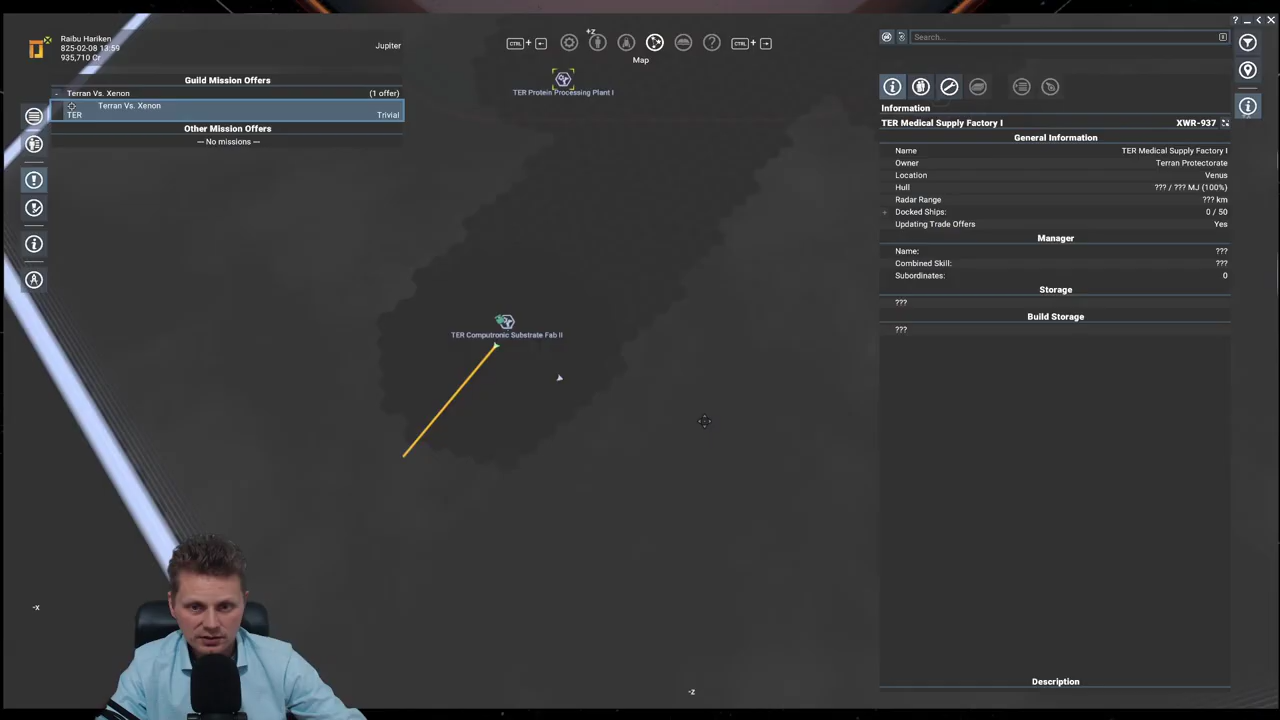 Raibu Hariken
825-02-08 13:59
935,710 Cr
Jupiter
Guild Mission Offers
- Terran Vs. Xenon (1 offer)
Terran Vs. Xenon
TER Trivial
Other Mission Offers
— No missions —
+z
CTRL + ←
?
CTRL + →
Map
TER Protein Processing Plant I
TER Computronic Substrate Fab II
-x
-z
? _ < X
Search...
x
Information
TER Medical Supply Factory I XWR-937
General Information
Name TER Medical Supply Factory I
Owner Terran Protectorate
Location Venus
Hull ??? / ??? MJ (100%)
Radar Range ??? km
+ Docked Ships: 0 / 50
Updating Trade Offers Yes
Manager
Name: ???
Combined Skill: ???
Subordinates: 0
Storage
???
Build Storage
???
Description